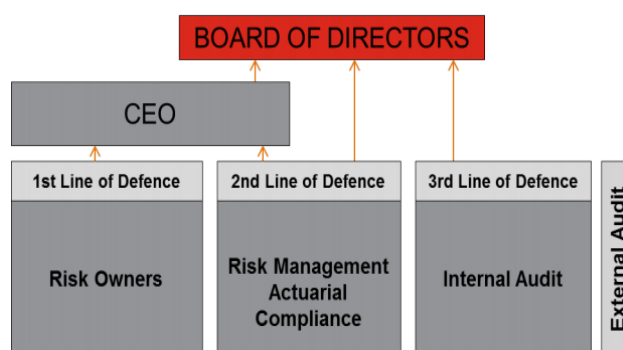 BOARD OF DIRECTORS
CEO
1st Line of Defence
2nd Line of Defence
3rd Line of Defence
Risk Owners
Risk Management
Actuarial
Compliance
Internal Audit
External Audit